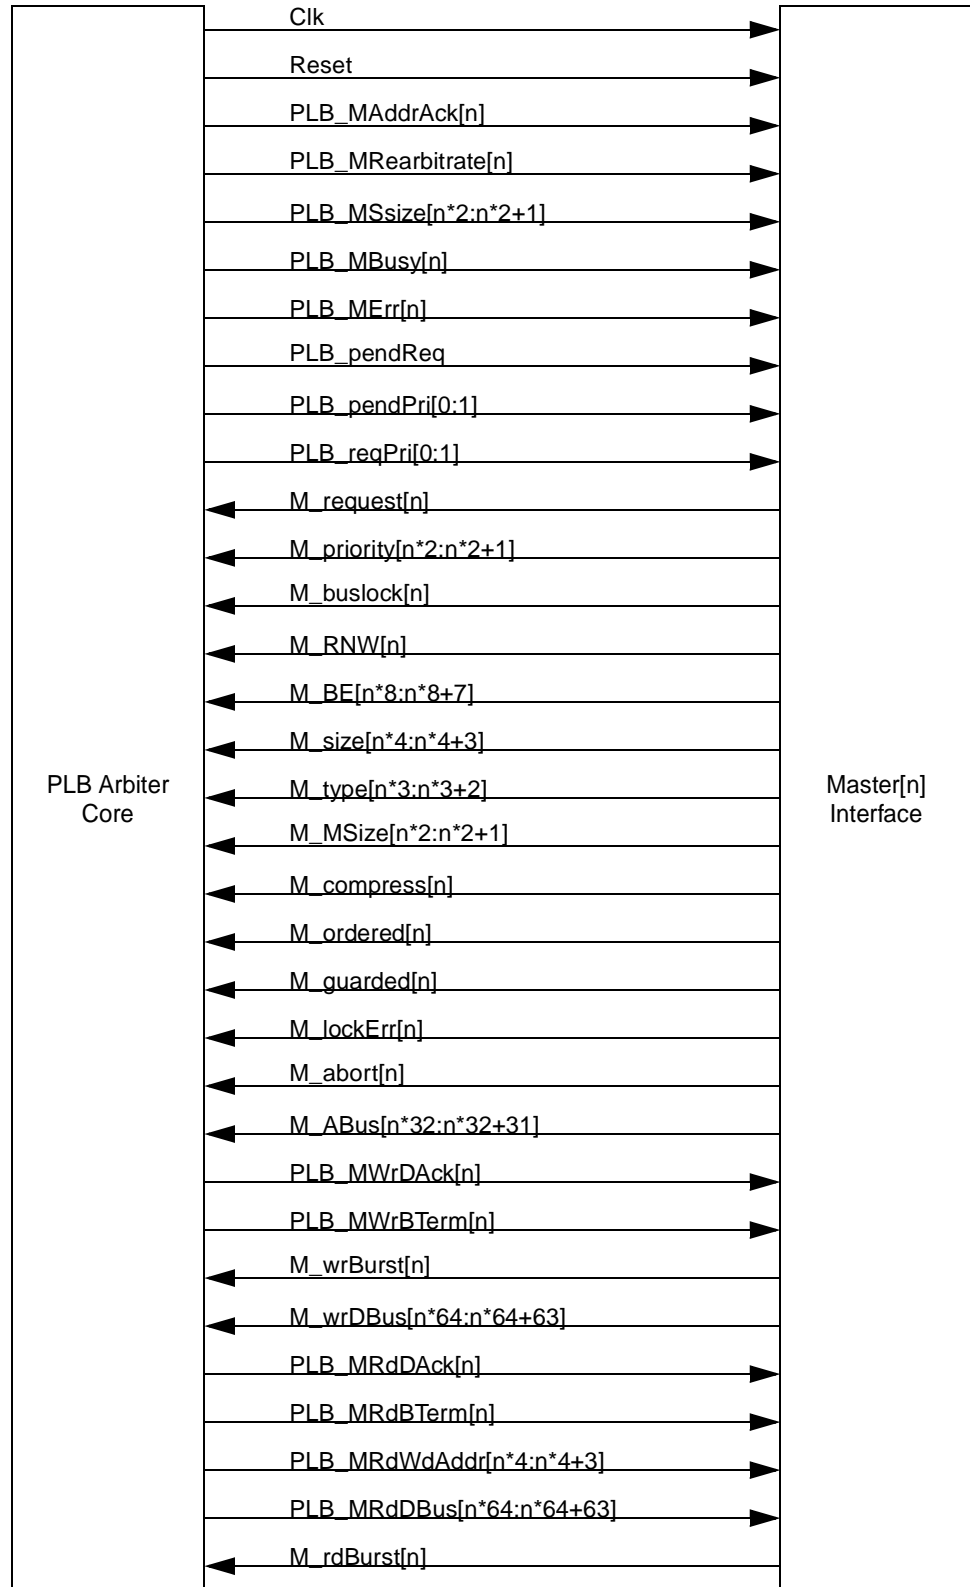 Clk
Reset
PLB_MAddrAck[n]
PLB_MRearbitrate[n]
PLB_MSsize[n*2:n*2+1]
PLB_MBusy[n]
PLB_MErr[n]
PLB_pendReq
PLB_pendPri[0:1]
PLB_reqPri[0:1]
M_request[n]
M_priority[n*2:n*2+1]
M_buslock[n]
M_RNW[n]
M_BE[n*8:n*8+7]
M_size[n*4:n*4+3]
PLB Arbiter
Core
M_type[n*3:n*3+2]
Master[n]
Interface
M_MSize[n*2:n*2+1]
M_compress[n]
M_ordered[n]
M_guarded[n]
M_lockErr[n]
M_abort[n]
M_ABus[n*32:n*32+31]
PLB_MWrDAck[n]
PLB_MWrBTerm[n]
M_wrBurst[n]
M_wrDBus[n*64:n*64+63]
PLB_MRdDAck[n]
PLB_MRdBTerm[n]
PLB_MRdWdAddr[n*4:n*4+3]
PLB_MRdDBus[n*64:n*64+63]
M_rdBurst[n]